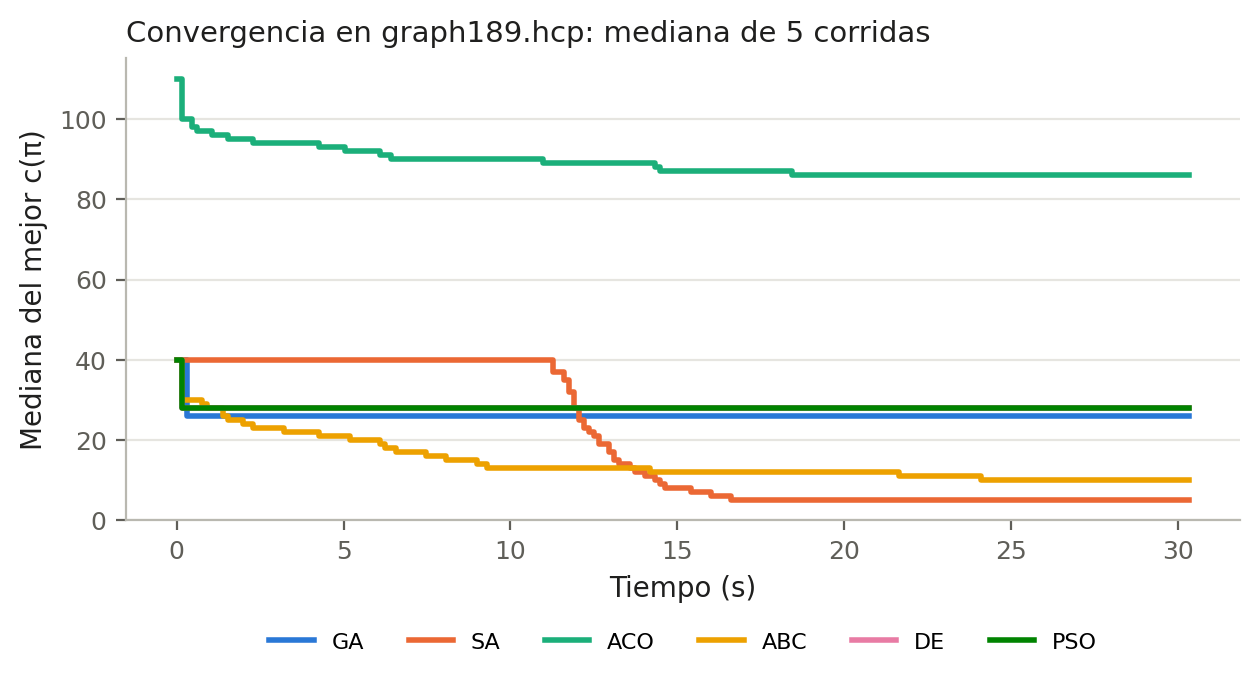 Convergencia en graph189.hcp: mediana de 5 corridas
Mediana del mejor c(π)
100
80
60
40
20
0
0 5 10 15 20 25 30
Tiempo (s)
GA SA ACO ABC DE PSO